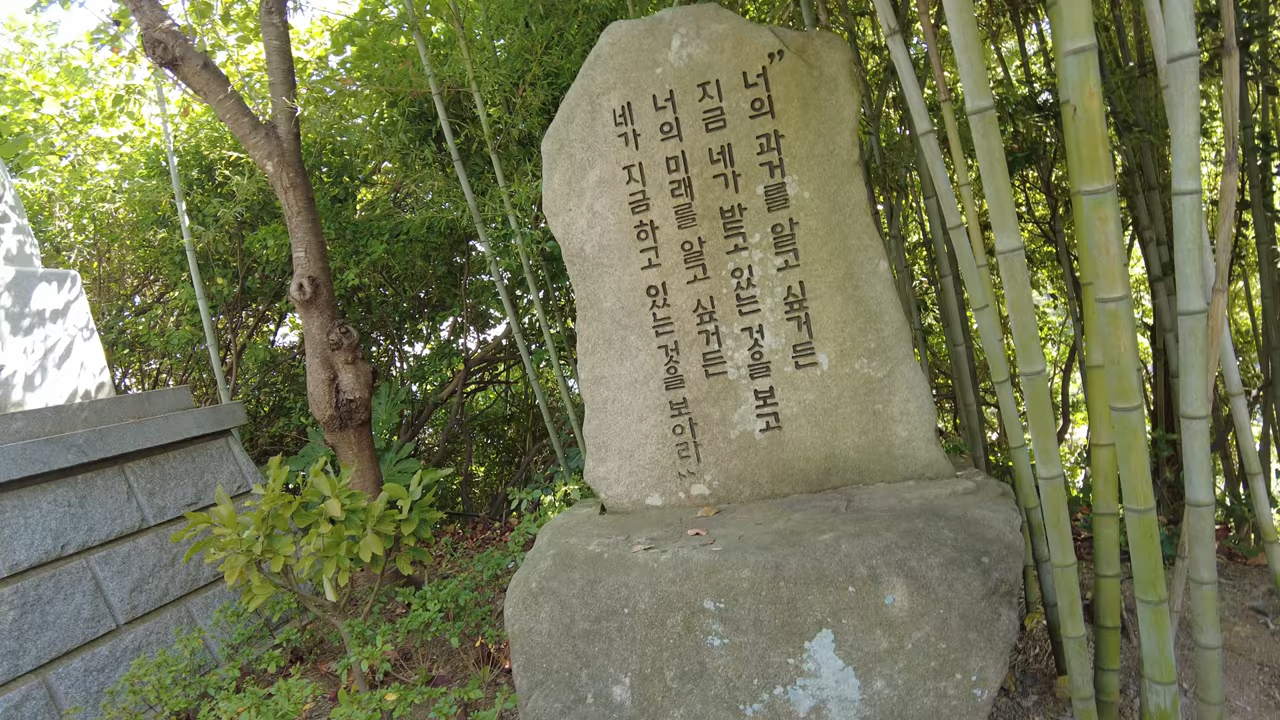 "너의 과거를 알고 싶거든
지금 네가 받고 있는 것을 보고
너의 미래를 알고 싶거든
네가 지금 하고 있는것을 보아라"